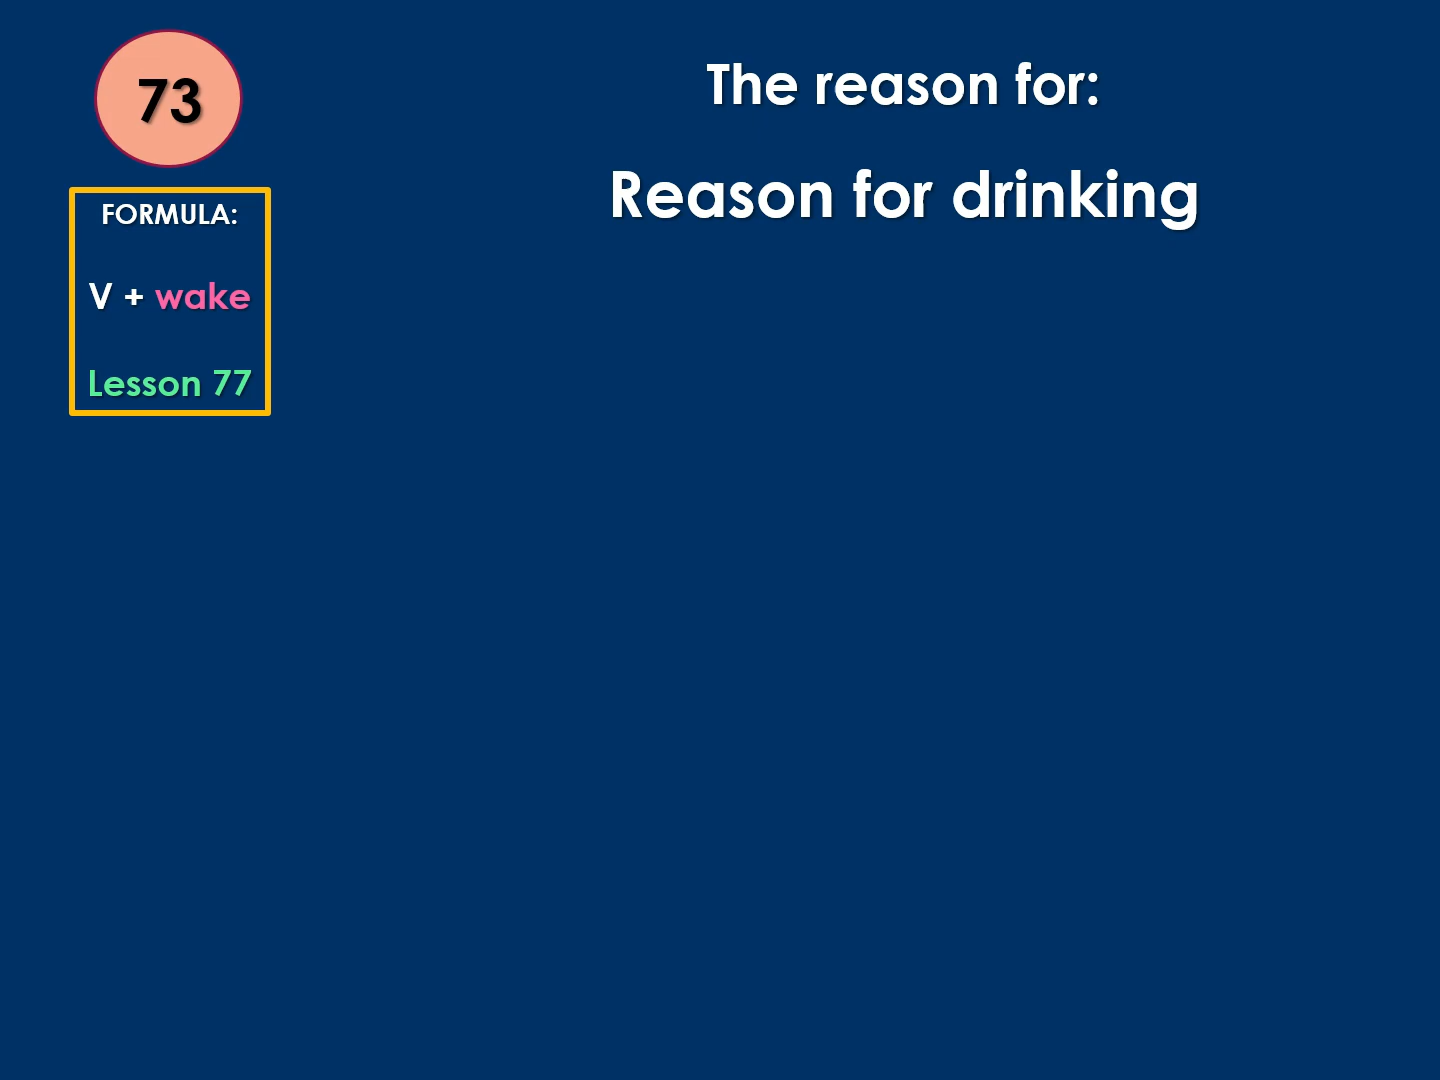 73
FORMULA:
V + wake
Lesson 77
The reason for:
Reason for drinking